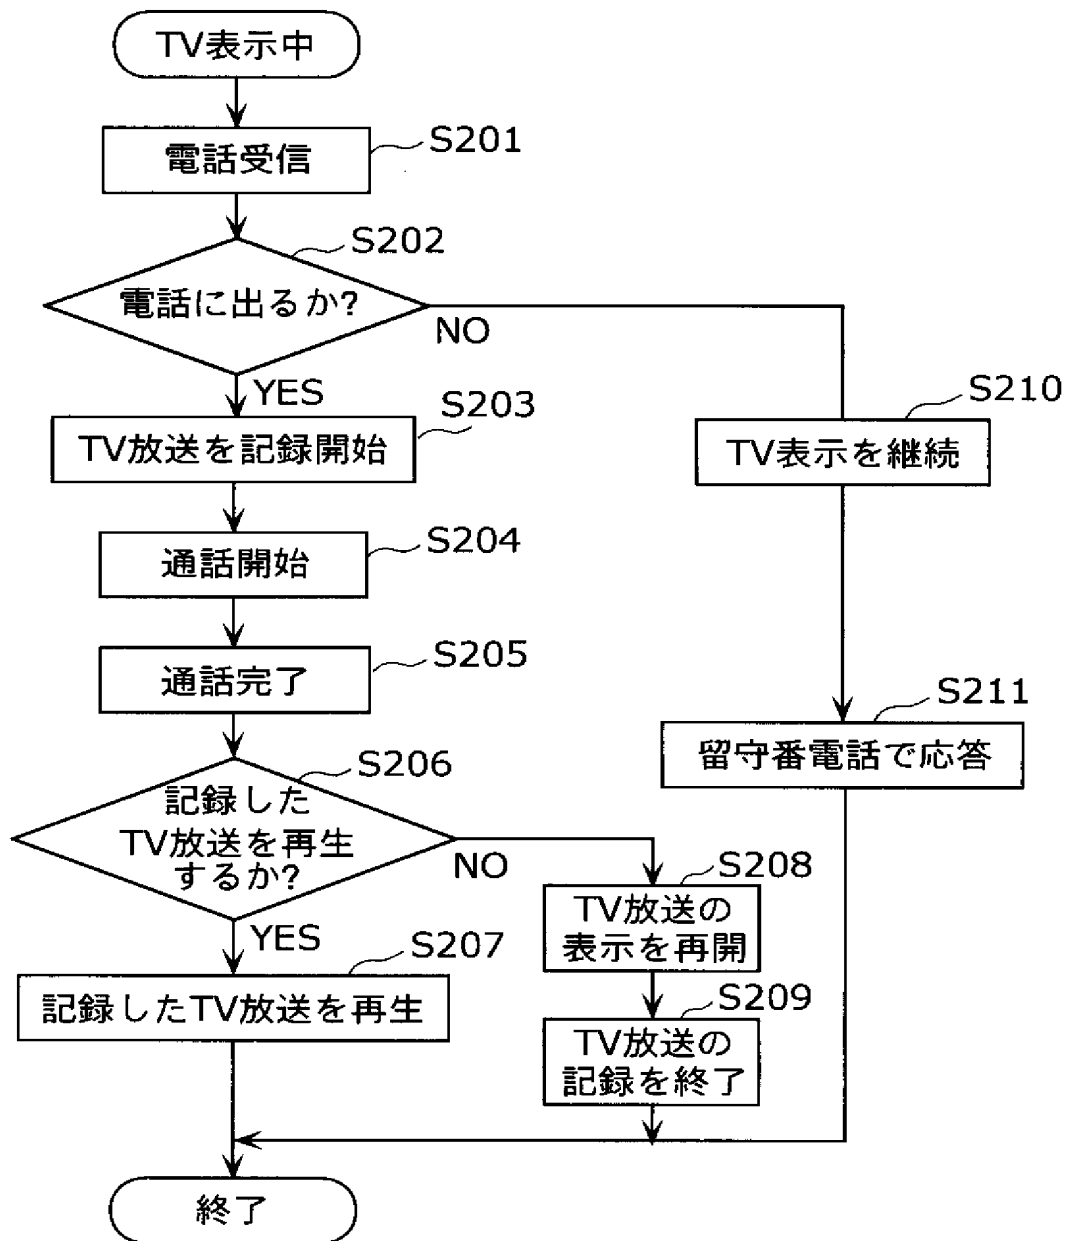 TV表示中
S201
電話受信
S202
電話に出るか?
NO
YES
S203
TV放送を記録開始
S210
TV表示を継続
S204
通話開始
S205
通話完了
S211
留守番電話で応答
S206
記録した
TV放送を再生
するか?
NO
YES
S208
TV放送の
表示を再開
S207
記録したTV放送を再生
S209
TV放送の
記録を終了
終了